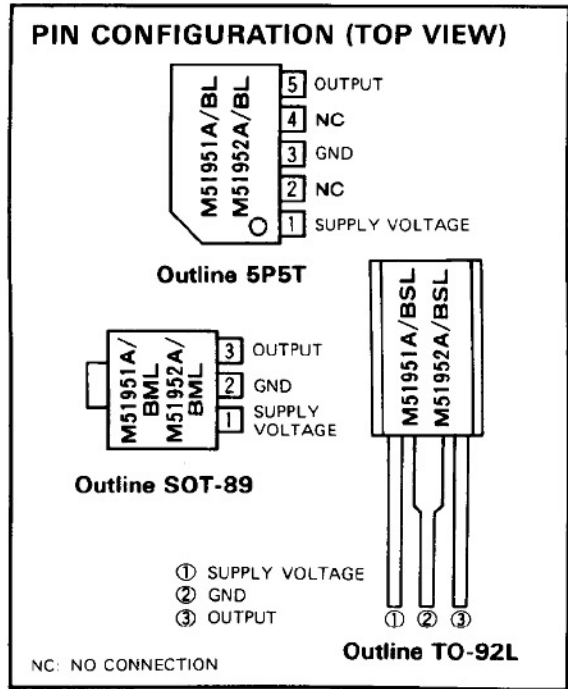 PIN CONFIGURATION (TOP VIEW)
M51951A/BL
M51952A/BL
5 OUTPUT
4 NC
3 GND
2 NC
1 SUPPLY VOLTAGE
Outline 5P5T
M51951A/
BML
M51952A/
BML
3 OUTPUT
2 GND
1 SUPPLY
VOLTAGE
Outline SOT-89
M51951A/BSL
M51952A/BSL
① ② ③
Outline TO-92L
① SUPPLY VOLTAGE
② GND
③ OUTPUT
NC: NO CONNECTION